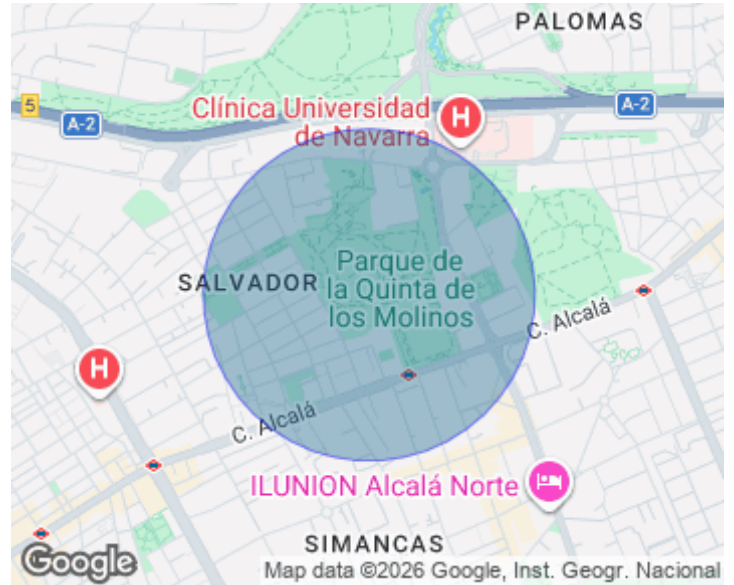 PALOMAS
5
A-2
A-2
Clínica Universidad
de Navarra
H
SALVADOR
Parque de
la Quinta de
los Molinos
C. Alcalá
H
C. Alcalá
ILUNION Alcalá Norte
SIMANCAS
Google
Map data ©2026 Google, Inst. Geogr. Nacional